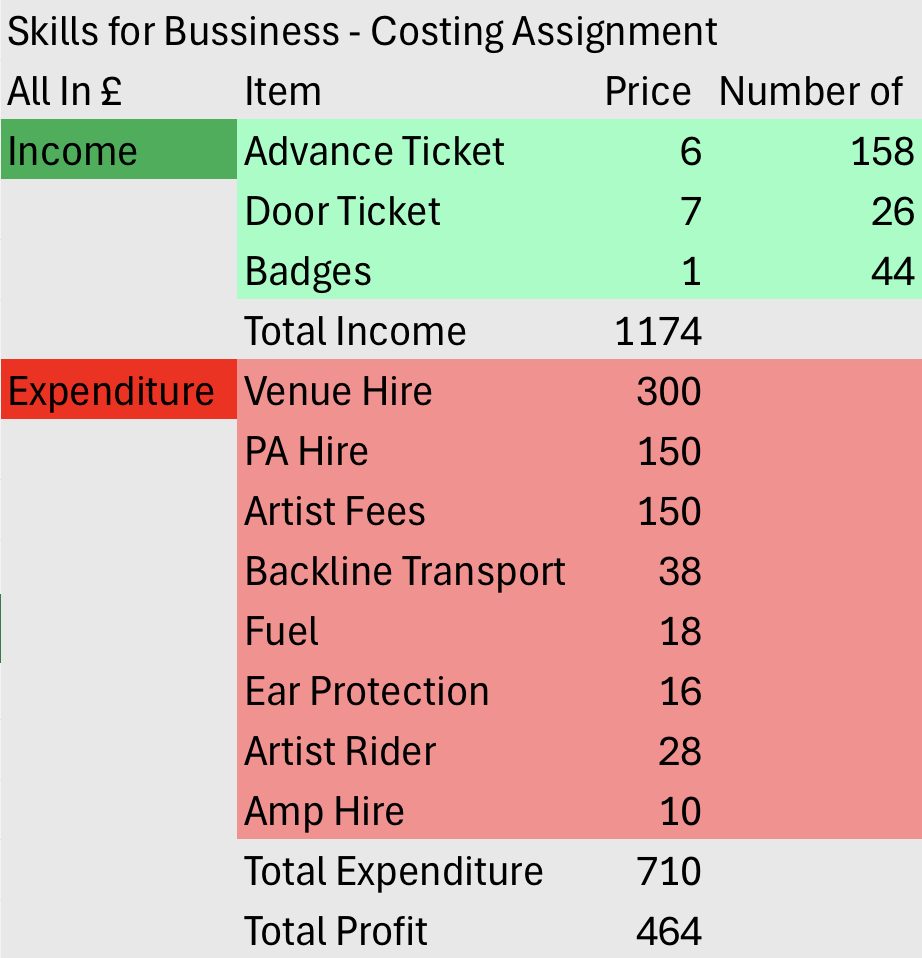 Skills for Bussiness - Costing Assignment
All In £ Item Price Number of
Income Advance Ticket 6 158
Door Ticket 7 26
Badges 1 44
Total Income 1174
Expenditure Venue Hire 300
PA Hire 150
Artist Fees 150
Backline Transport 38
Fuel 18
Ear Protection 16
Artist Rider 28
Amp Hire 10
Total Expenditure 710
Total Profit 464